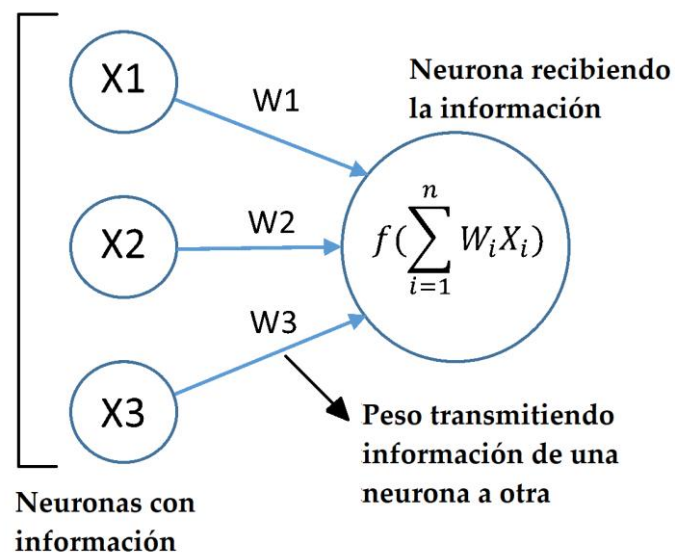 X1
W1
Neurona recibiendo
la información
X2
W2
f(∑_{i=1}^{n} W_i X_i)
W3
X3
Peso transmitiendo
información de una
neurona a otra
Neuronas con
información